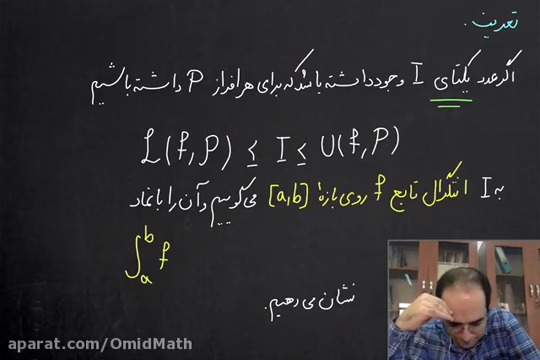 تعریف.
اگر عدد یکتای I وجود داشته باشد که برای هر افراز P داشته باشیم
L(f,P) ≤ I ≤ U(f,P)
به I انتگرال تابع f روی بازهٔ [a,b] می‌گوییم و آن را با نماد
∫_a^b f
نشان می‌دهیم.
aparat.com/OmidMath